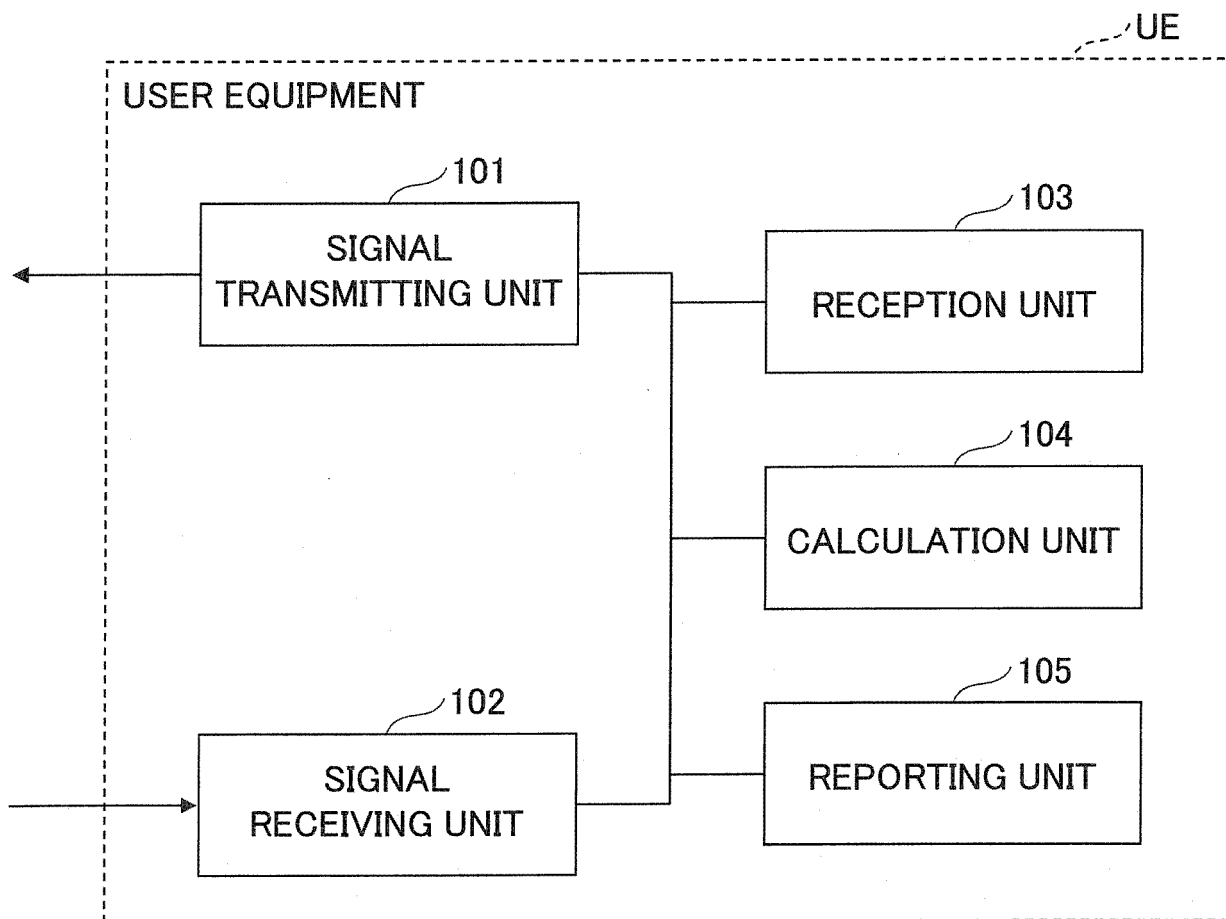 UE
USER EQUIPMENT
101
SIGNAL
TRANSMITTING UNIT
103
RECEPTION UNIT
104
CALCULATION UNIT
102
SIGNAL
RECEIVING UNIT
105
REPORTING UNIT